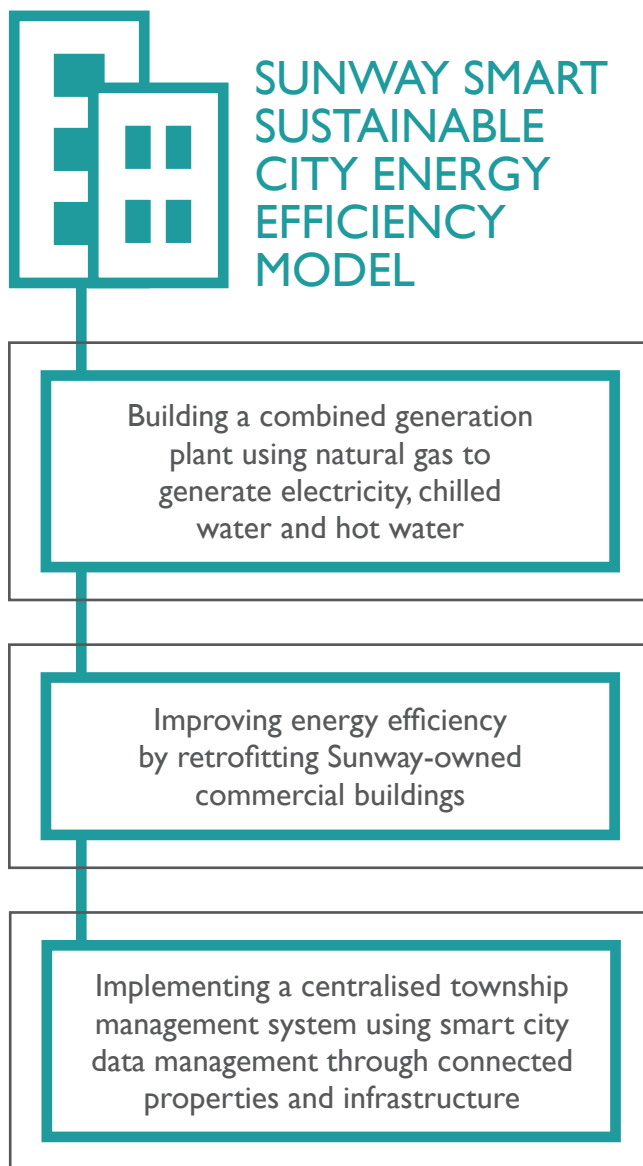 SUNWAY SMART
SUSTAINABLE
CITY ENERGY
EFFICIENCY
MODEL
Building a combined generation
plant using natural gas to
generate electricity, chilled
water and hot water
Improving energy efficiency
by retrofitting Sunway-owned
commercial buildings
Implementing a centralised township
management system using smart city
data management through connected
properties and infrastructure